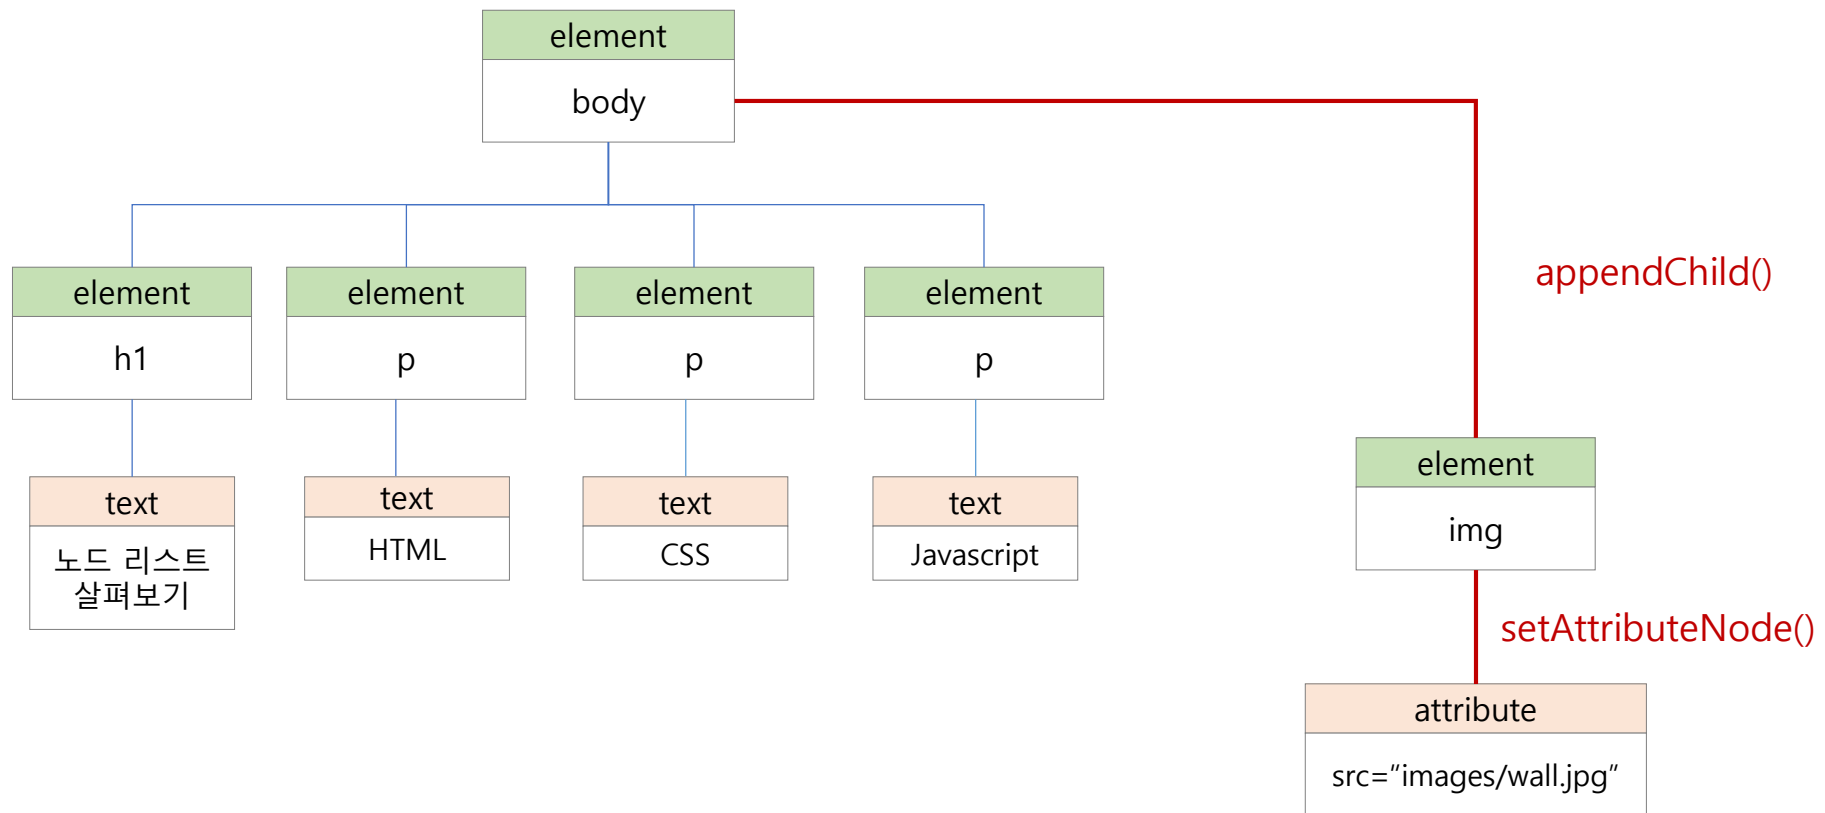 element
body
appendChild()
element
h1
element
p
element
p
element
p
text
노드 리스트
살펴보기
text
HTML
text
CSS
text
Javascript
element
img
setAttributeNode()
attribute
src=“images/wall.jpg”